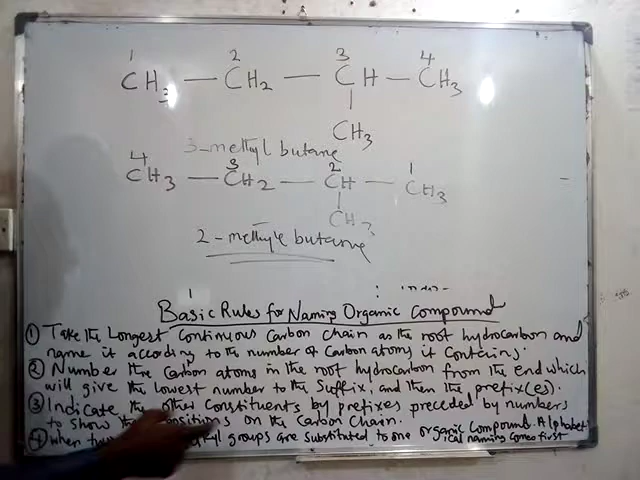 1 2 3 4
CH3 — CH2 — CH — CH3
CH3
3-methyl butane
4 3 2 1
CH3 — CH2 — CH — CH3
CH3
2-methyle butane
Basic Rules for Naming Organic Compound
① Take the Longest Continuous Carbon Chain as the root hydrocarbon and
name it according to the number of Carbon atoms it Contains.
② Number the Carbon atoms in the root hydrocarbon from the end which
will give the lowest number to the Suffix, and then the prefix(es).
③ Indicate the other Constituents by prefixes preceded by numbers
to show the Positions on the Carbon Chain.
④ When groups are Substituted to one organic Compound. Alphabet
ical naming Comes first